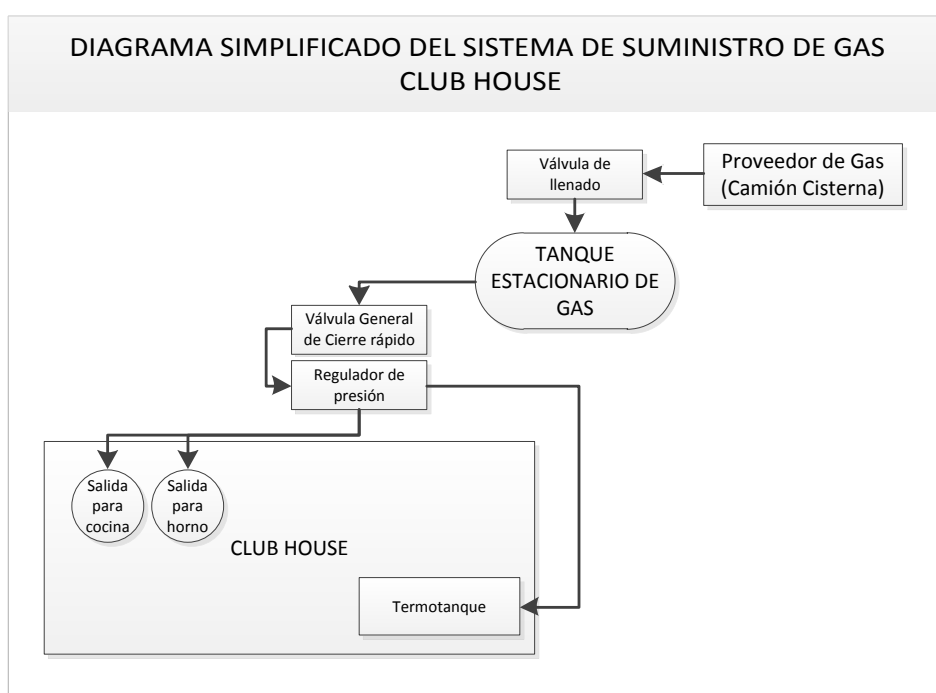 DIAGRAMA SIMPLIFICADO DEL SISTEMA DE SUMINISTRO DE GAS
CLUB HOUSE
Válvula de
llenado
Proveedor de Gas
(Camión Cisterna)
TANQUE
ESTACIONARIO DE
GAS
Válvula General
de Cierre rápido
Regulador de
presión
Salida
para
cocina
Salida
para
horno
CLUB HOUSE
Termotanque